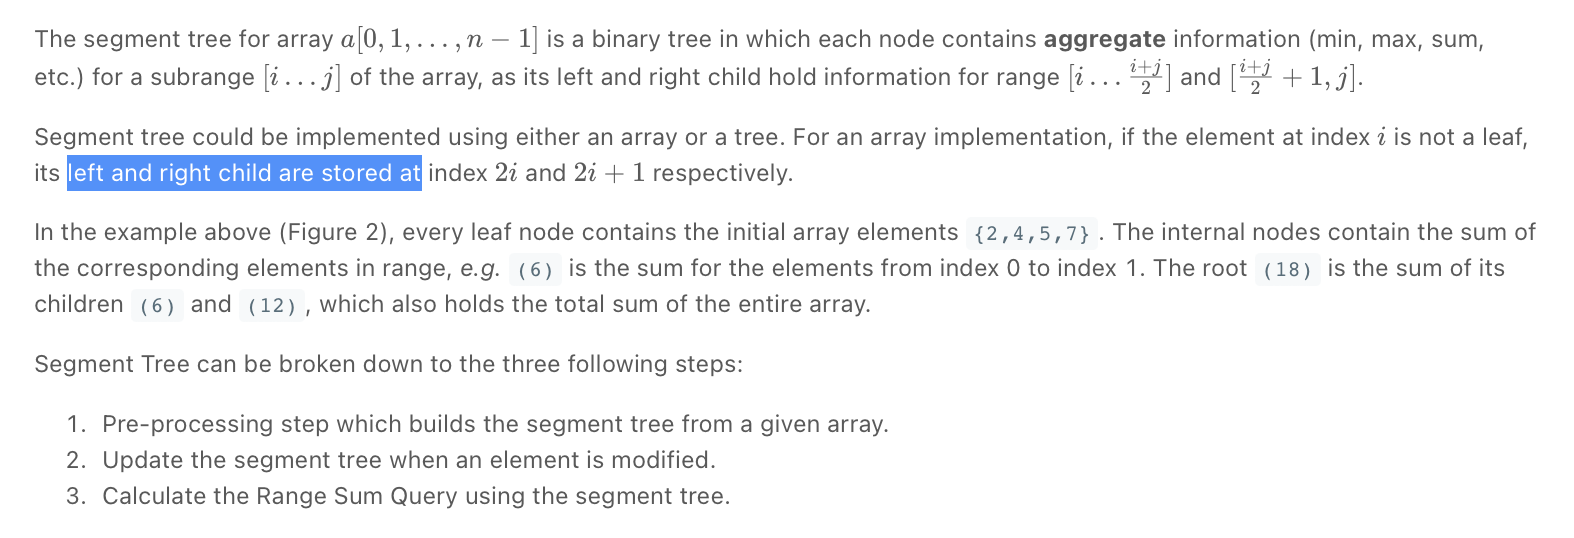 The segment tree for array a[0, 1, . . . , n − 1] is a binary tree in which each node contains aggregate information (min, max, sum,
etc.) for a subrange [i . . . j] of the array, as its left and right child hold information for range [i . . . \frac{i+j}{2}] and [\frac{i+j}{2} + 1, j].
Segment tree could be implemented using either an array or a tree. For an array implementation, if the element at index i is not a leaf,
its left and right child are stored at index 2i and 2i + 1 respectively.
In the example above (Figure 2), every leaf node contains the initial array elements {2,4,5,7}. The internal nodes contain the sum of
the corresponding elements in range, e.g. (6) is the sum for the elements from index 0 to index 1. The root (18) is the sum of its
children (6) and (12), which also holds the total sum of the entire array.
Segment Tree can be broken down to the three following steps:
1. Pre-processing step which builds the segment tree from a given array.
2. Update the segment tree when an element is modified.
3. Calculate the Range Sum Query using the segment tree.